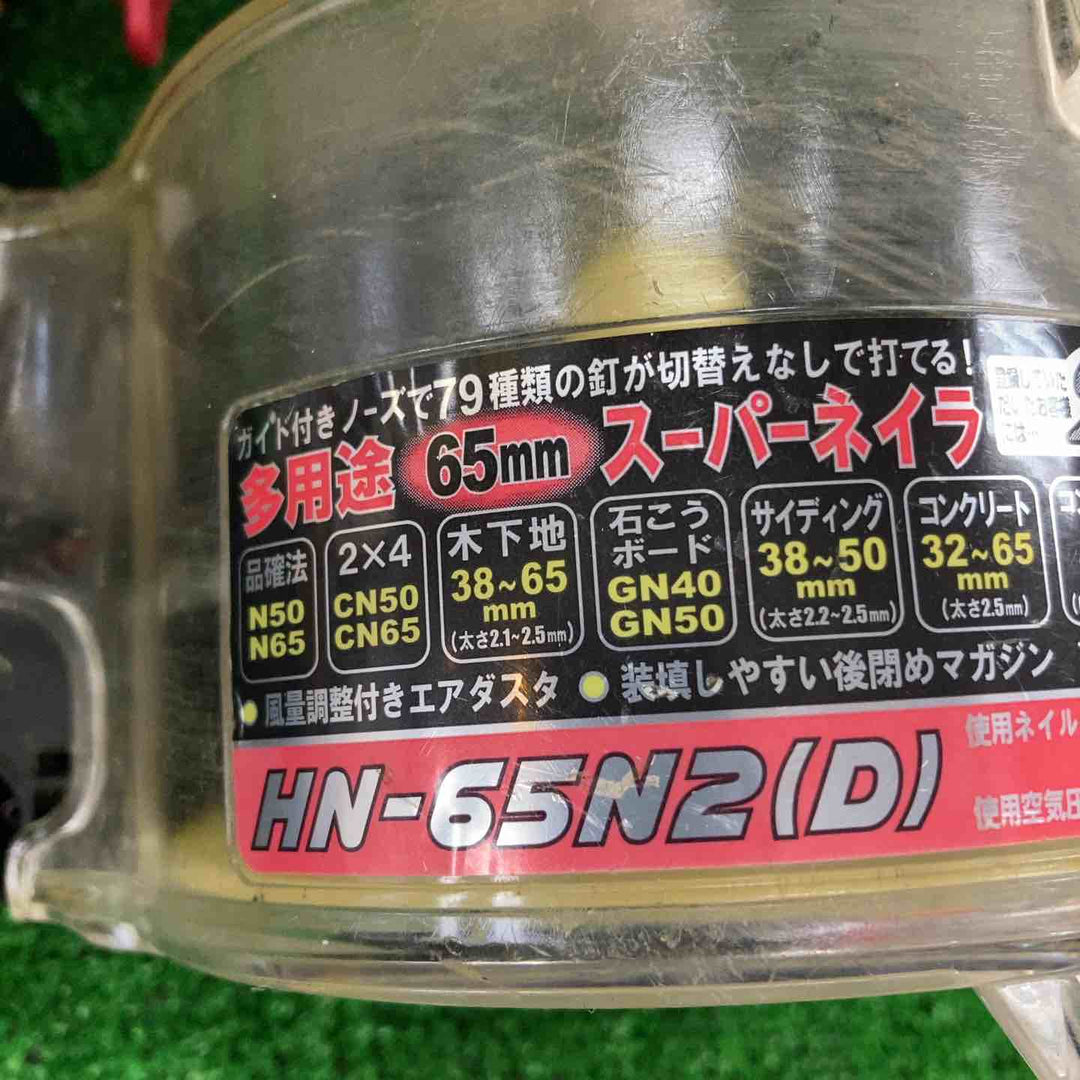 ガイド付きノーズで79種類の釘が切替えなしで打てる!
多用途 65mm スーパーネイラ
品確法
N50
N65
2×4
CN50
CN65
木下地
38~65
mm
(太さ2.1~2.5mm)
石こう
ボード
GN40
GN50
サイディング
38~50
mm
(太さ2.2~2.5mm)
コンクリート
32~65
mm
(太さ2.5mm)
風量調整付きエアダスタ
装填しやすい後閉めマガジン
HN-65N2(D)
使用ネイル
使用空気圧